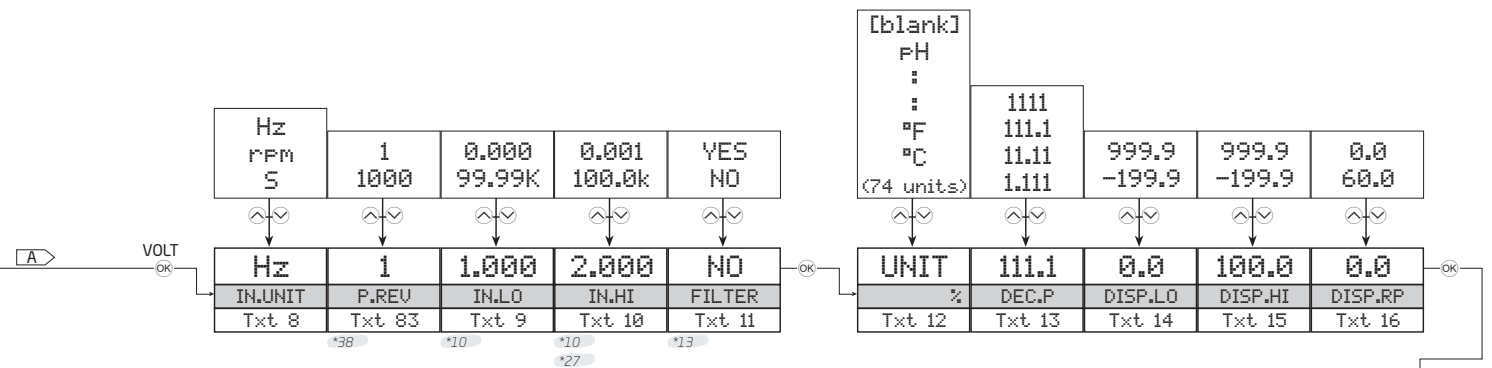 [blank]
pH
:
:
°F
°C
(74 units)
Hz
rpm
S
1
1000
0.000
99.99K
0.001
100.0k
YES
NO
1111
111.1
11.11
1.111
999.9
-199.9
999.9
-199.9
0.0
60.0
A
VOLT
OK
Hz 1 1.000 2.000 NO
IN.UNIT P.REV IN.LO IN.HI FILTER
Txt 8 Txt 83 Txt 9 Txt 10 Txt 11
*38 *10 *10 *13
*27
OK
UNIT 111.1 0.0 100.0 0.0
% DEC.P DISP.LO DISP.HI DISP.RP
Txt 12 Txt 13 Txt 14 Txt 15 Txt 16
OK